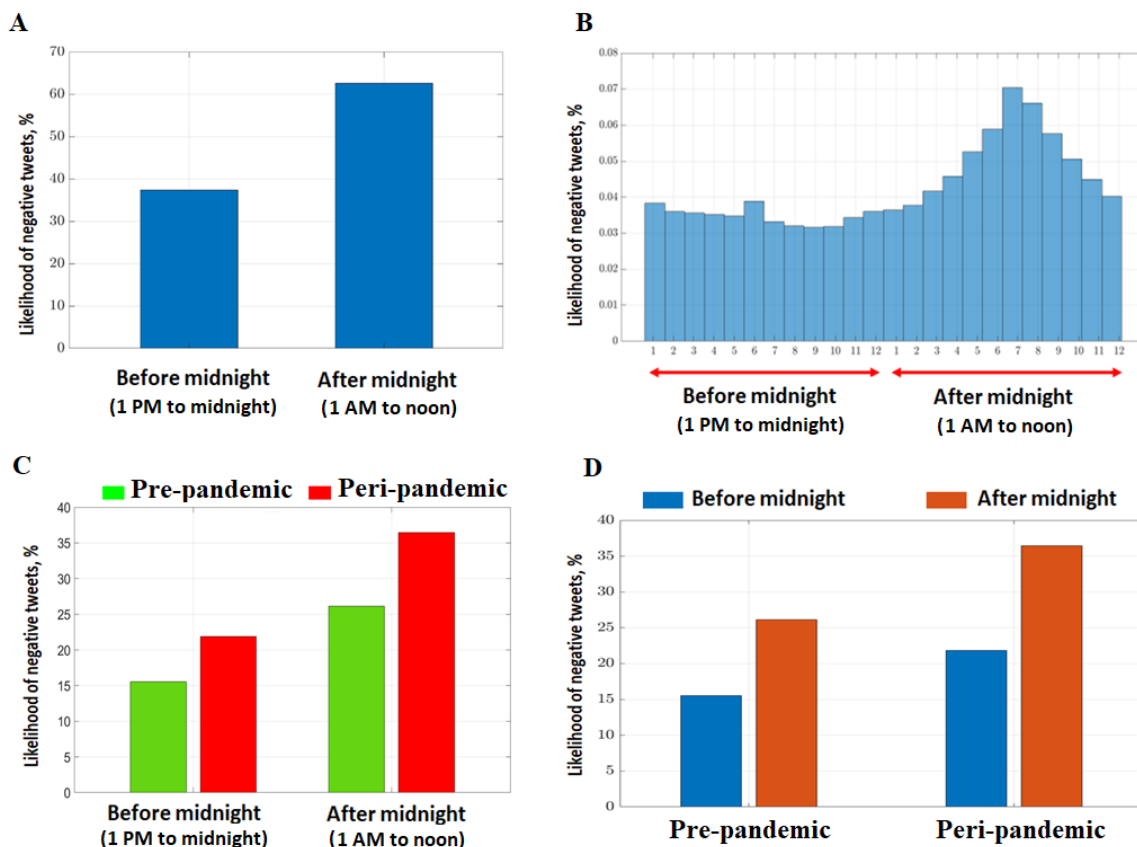 A
Likelihood of negative tweets, %
70
60
50
40
30
20
10
0
Before midnight
(1 PM to midnight)
After midnight
(1 AM to noon)
B
Likelihood of negative tweets, %
0.08
0.07
0.06
0.05
0.04
0.03
0.02
0.01
0
1 2 3 4 5 6 7 8 9 10 11 12 1 2 3 4 5 6 7 8 9 10 11 12
Before midnight
(1 PM to midnight)
After midnight
(1 AM to noon)
C
Pre-pandemic Peri-pandemic
Likelihood of negative tweets, %
40
35
30
25
20
15
10
5
0
Before midnight
(1 PM to midnight)
After midnight
(1 AM to noon)
D
Before midnight After midnight
Likelihood of negative tweets, %
40
35
30
25
20
15
10
5
0
Pre-pandemic Peri-pandemic